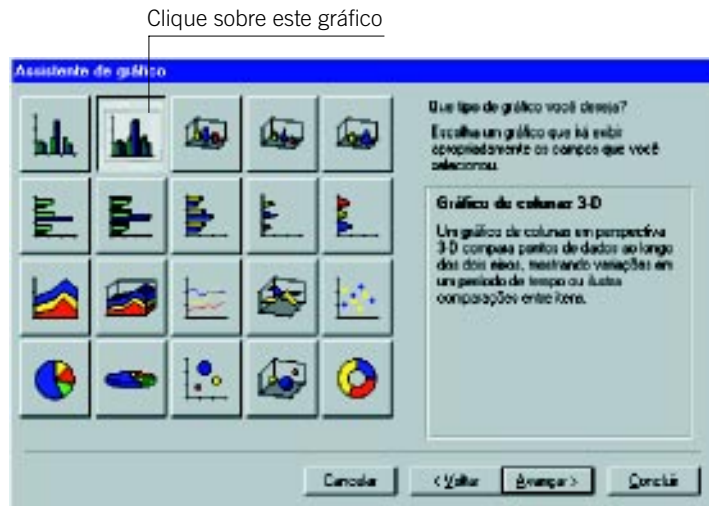 Clique sobre este gráfico
Assistente de gráfico
Que tipo de gráfico você deseja?
Escolha um gráfico que irá exibir
apropriadamente os campos que você
selecionou.
Gráfico de colunas 3-D
Um gráfico de colunas em perspectiva
3-D compara pontos de dados ao longo
dos dois eixos, mostrando variações em
um período de tempo ou ilustra
comparações entre itens.
Cancelar
< Voltar
Avançar >
Concluir